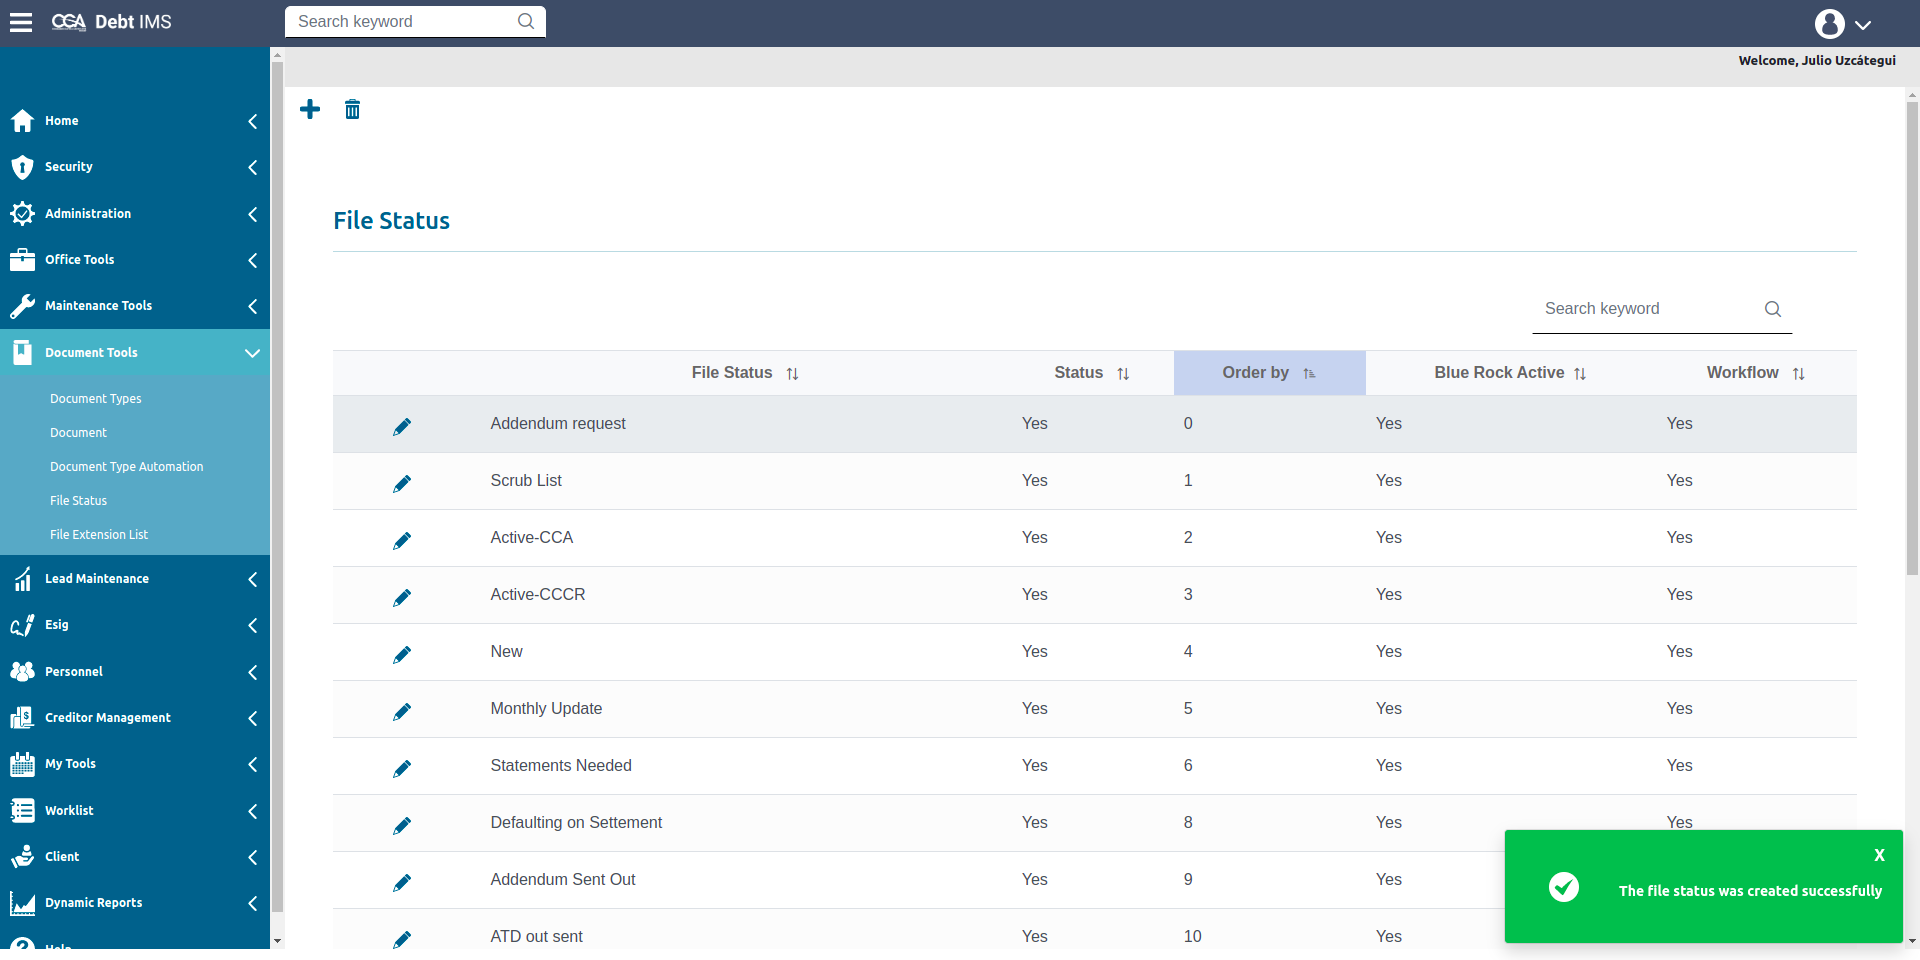 CCA Debt IMS
Search keyword
Welcome, Julio Uzcátegui
Home
Security
Administration
Office Tools
Maintenance Tools
Document Tools
Document Types
Document
Document Type Automation
File Status
File Extension List
Lead Maintenance
Esig
Personnel
Creditor Management
My Tools
Worklist
Client
Dynamic Reports
Help
File Status
Search keyword
File Status Status Order by Blue Rock Active Workflow
Addendum request Yes 0 Yes Yes
Scrub List Yes 1 Yes Yes
Active-CCA Yes 2 Yes Yes
Active-CCCR Yes 3 Yes Yes
New Yes 4 Yes Yes
Monthly Update Yes 5 Yes Yes
Statements Needed Yes 6 Yes Yes
Defaulting on Settement Yes 8 Yes Yes
Addendum Sent Out Yes 9 Yes
ATD out sent Yes 10 Yes
X
The file status was created successfully